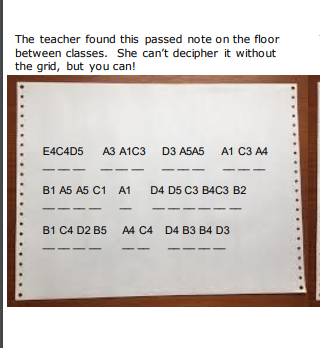 The teacher found this passed note on the floor
between classes.  She can't decipher it without
the grid, but you can!
E4C4D5 A3 A1C3 D3 A5A5 A1 C3 A4
B1 A5 A5 C1 A1 D4 D5 C3 B4C3 B2
B1 C4 D2 B5 A4 C4 D4 B3 B4 D3